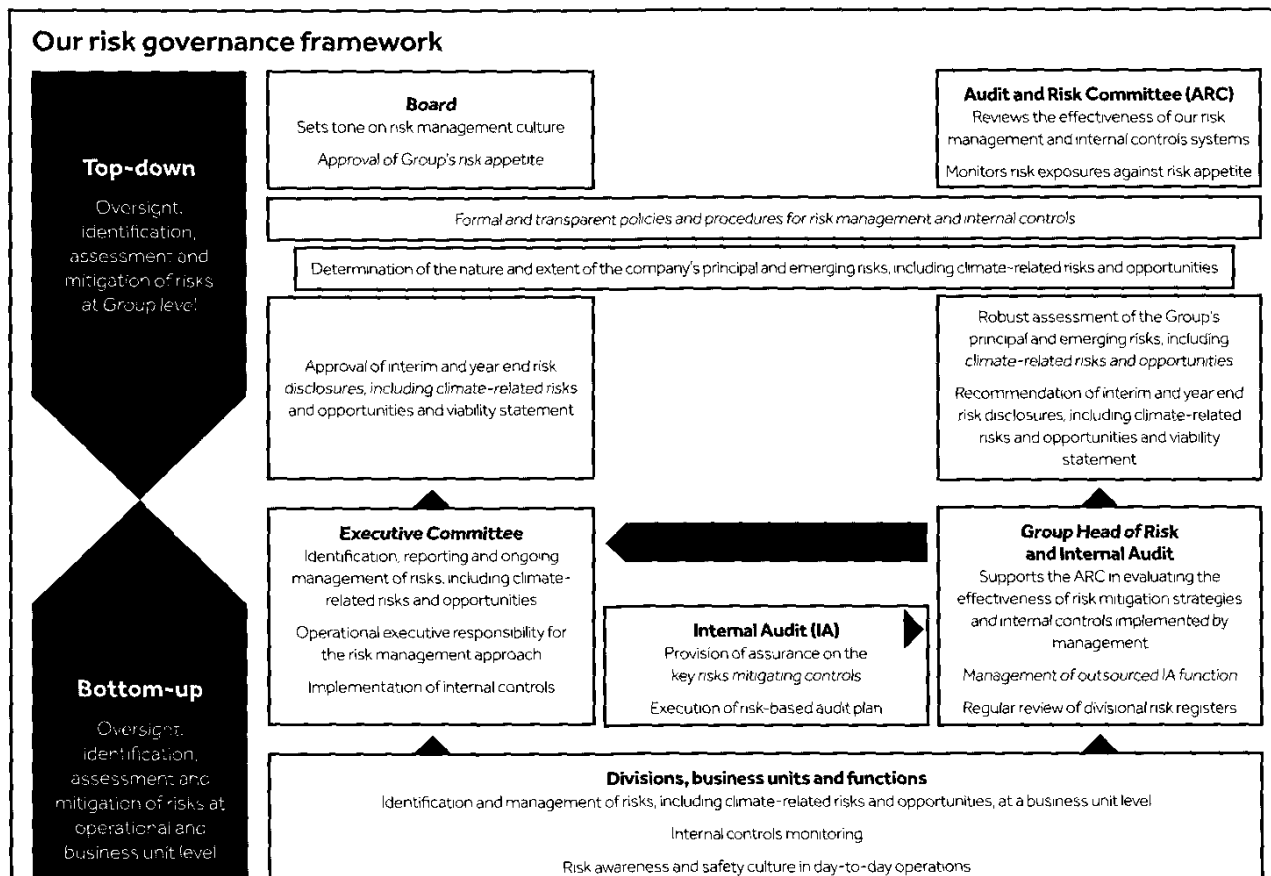 Our risk governance framework
Top-down
Oversight,
identification,
assessment and
mitigation of risks
at Group level
Board
Sets tone on risk management culture
Approval of Group's risk appetite
Audit and Risk Committee (ARC)
Reviews the effectiveness of our risk
management and internal controls systems
Monitors risk exposures against risk appetite
Formal and transparent policies and procedures for risk management and internal controls
Determination of the nature and extent of the company's principal and emerging risks, including climate-related risks and opportunities
Approval of interim and year end risk
disclosures, including climate-related risks
and opportunities and viability statement
Robust assessment of the Group's
principal and emerging risks, including
climate-related risks and opportunities
Recommendation of interim and year end
risk disclosures, including climate-related
risks and opportunities and viability
statement
Bottom-up
Oversight,
identification,
assessment and
mitigation of risks at
operational and
business unit level
Executive Committee
Identification, reporting and ongoing
management of risks, including climate-
related risks and opportunities
Operational executive responsibility for
the risk management approach
Implementation of internal controls
Internal Audit (IA)
Provision of assurance on the
key risks mitigating controls
Execution of risk-based audit plan
Group Head of Risk
and Internal Audit
Supports the ARC in evaluating the
effectiveness of risk mitigation strategies
and internal controls implemented by
management
Management of outsourced IA function
Regular review of divisional risk registers
Divisions, business units and functions
Identification and management of risks, including climate-related risks and opportunities, at a business unit level
Internal controls monitoring
Risk awareness and safety culture in day-to-day operations